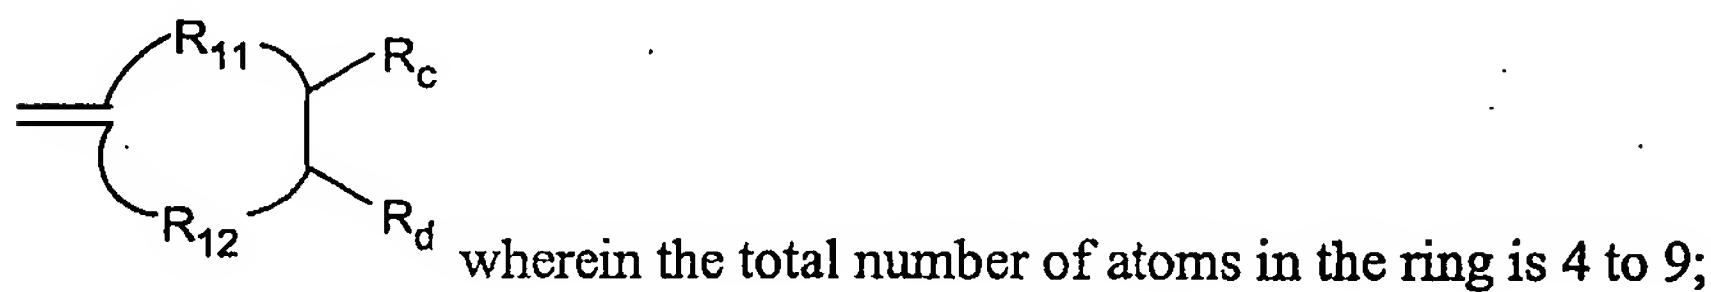 R11
Rc
R12
Rd
wherein the total number of atoms in the ring is 4 to 9;